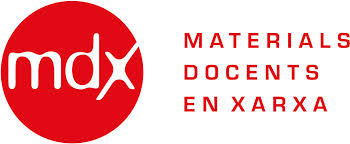 mdx
MATERIALS
DOCENTS
EN XARXA